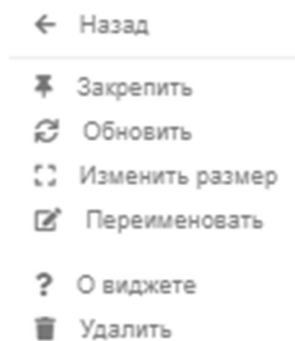 Назад
Закрепить
Обновить
Изменить размер
Переименовать
О виджете
Удалить